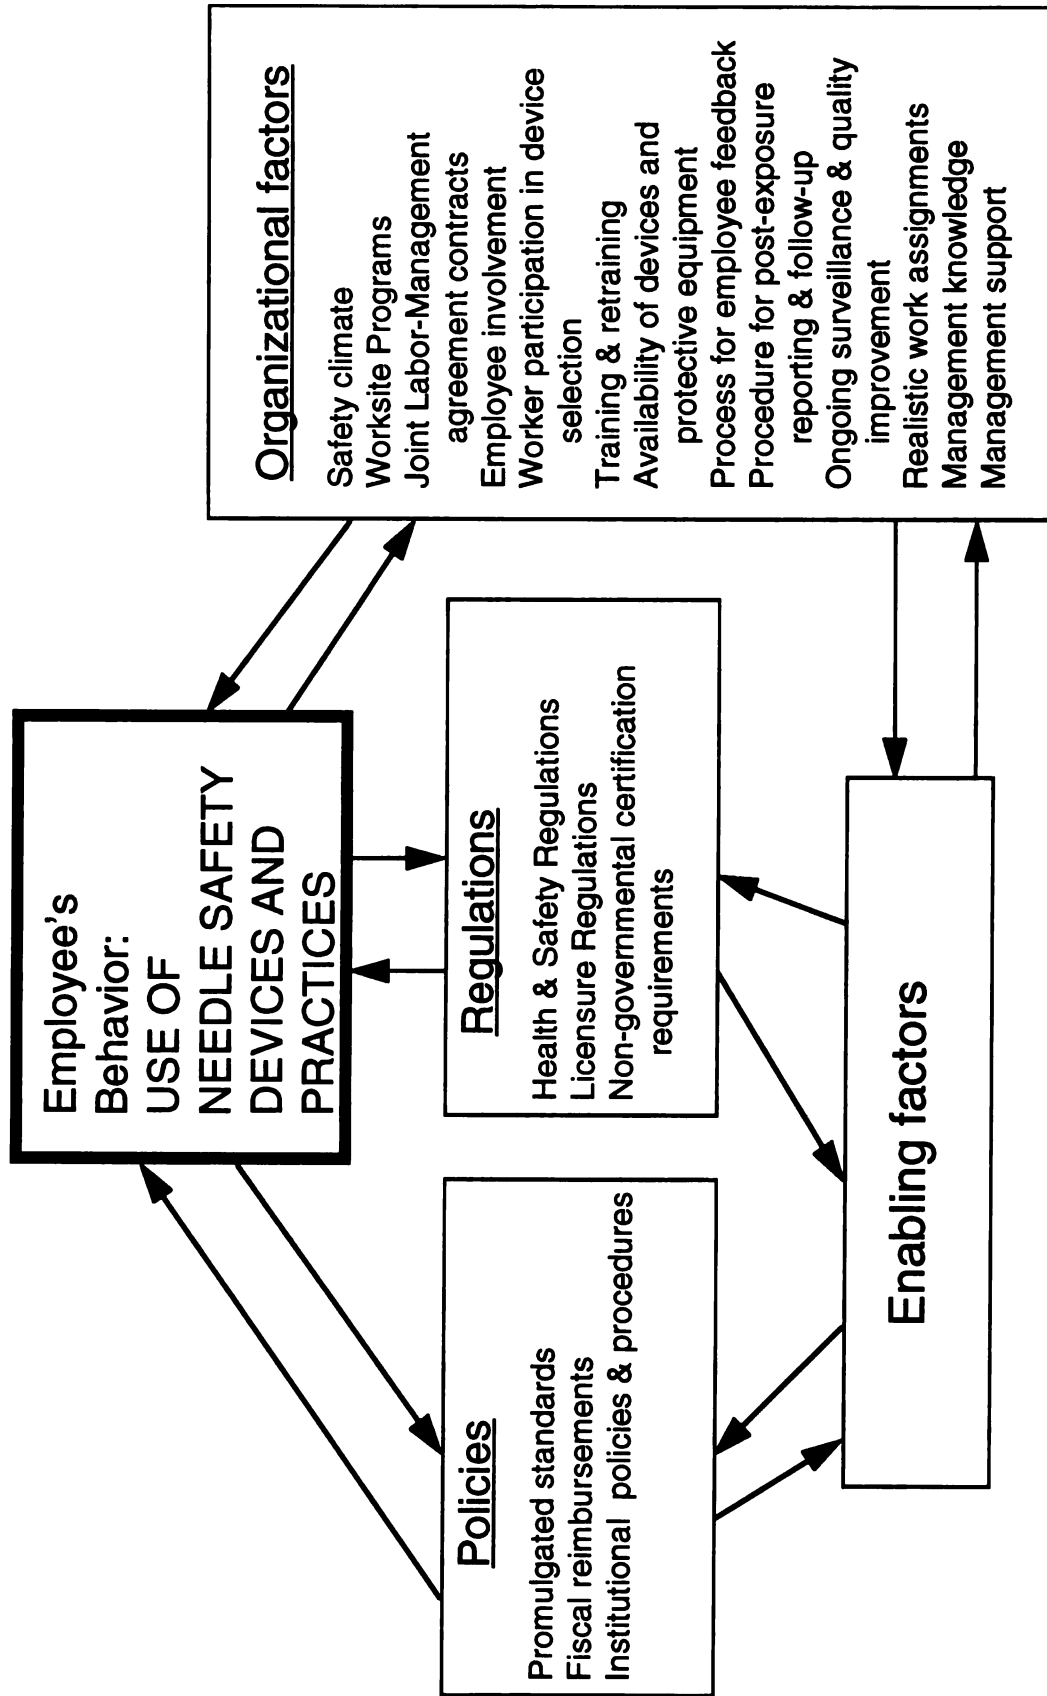 Employee's
Behavior:
USE OF
NEEDLE SAFETY
DEVICES AND
PRACTICES
Policies
Promulgated standards
Fiscal reimbursements
Institutional policies & procedures
Regulations
Health & Safety Regulations
Licensure Regulations
Non-governmental certification
requirements
Organizational factors
Safety climate
Worksite Programs
Joint Labor-Management
agreement contracts
Employee involvement
Worker participation in device
selection
Training & retraining
Availability of devices and
protective equipment
Process for employee feedback
Procedure for post-exposure
reporting & follow-up
Ongoing surveillance & quality
improvement
Realistic work assignments
Management knowledge
Management support
Enabling factors